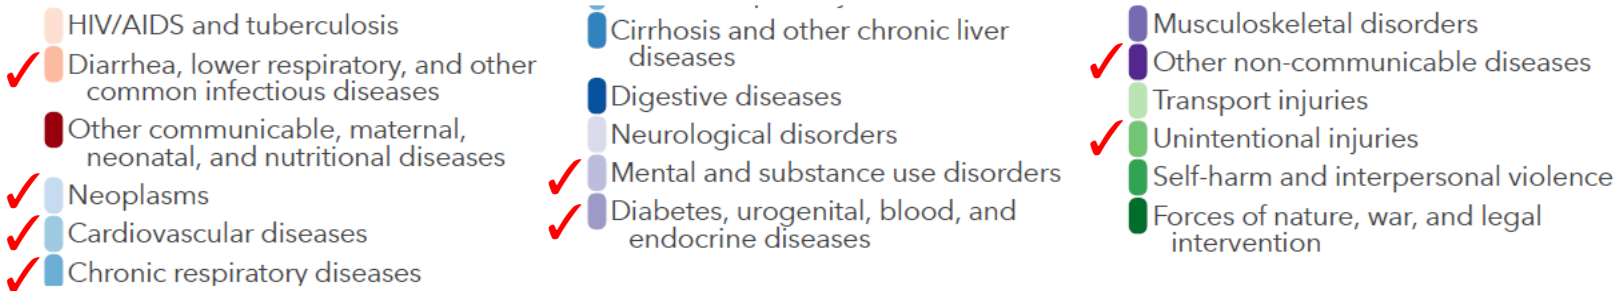 HIV/AIDS and tuberculosis
Diarrhea, lower respiratory, and other
common infectious diseases
Other communicable, maternal,
neonatal, and nutritional diseases
Neoplasms
Cardiovascular diseases
Chronic respiratory diseases
Cirrhosis and other chronic liver
diseases
Digestive diseases
Neurological disorders
Mental and substance use disorders
Diabetes, urogenital, blood, and
endocrine diseases
Musculoskeletal disorders
Other non-communicable diseases
Transport injuries
Unintentional injuries
Self-harm and interpersonal violence
Forces of nature, war, and legal
intervention